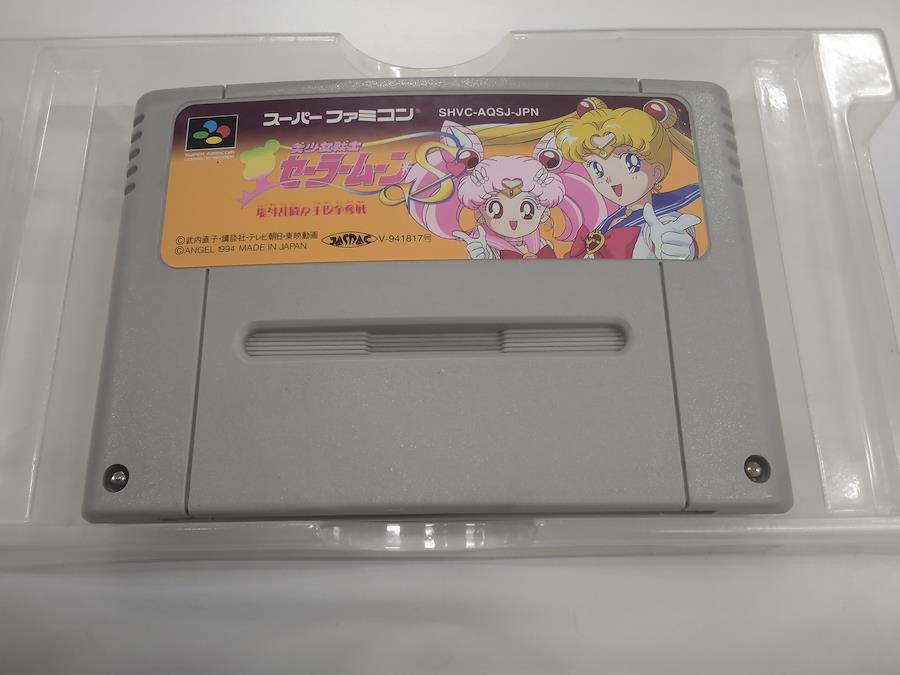 スーパーファミコン SHVC-AQSJ-JPN
SUPER FAMICOM
美少女戦士
セーラームーンS
場外乱闘!?主役争奪戦
©武内直子・講談社・テレビ朝日・東映動画
©ANGEL 1994 MADE IN JAPAN
JASRAC V-941817号